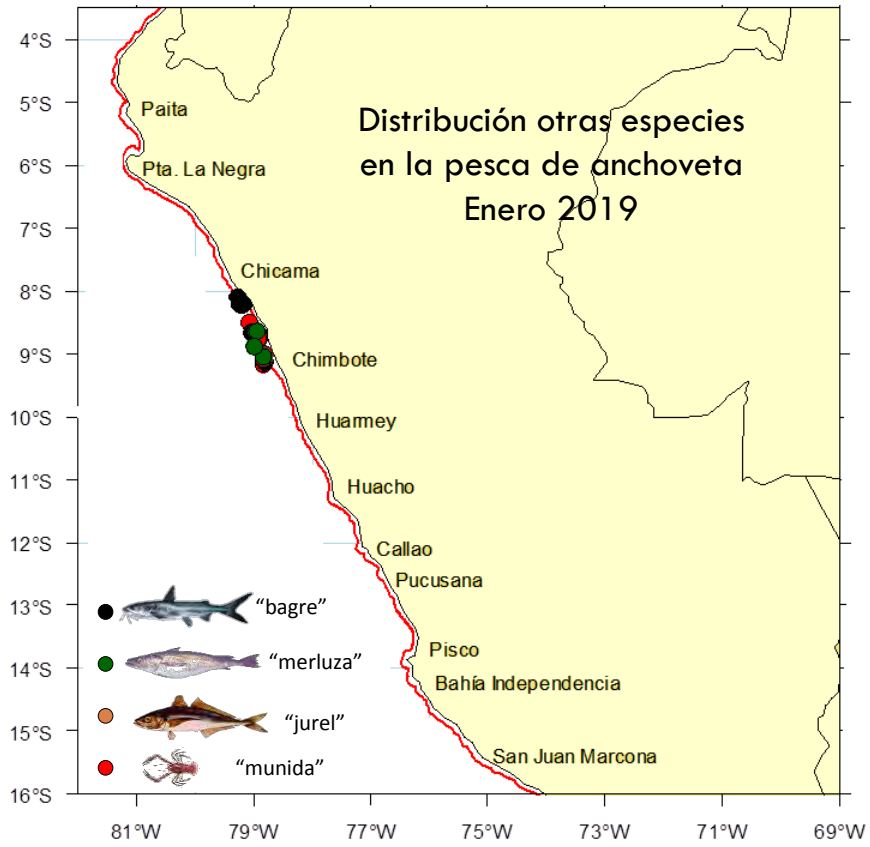 Distribución otras especies
en la pesca de anchoveta
Enero 2019
4°S
5°S
6°S
7°S
8°S
9°S
10°S
11°S
12°S
13°S
14°S
15°S
16°S
Paita
Pta. La Negra
Chicama
Chimbote
Huarmey
Huacho
Callao
Pucusana
Pisco
Bahía Independencia
San Juan Marcona
“bagre”
“merluza”
“jurel”
“munida”
81°W
79°W
77°W
75°W
73°W
71°W
69°W